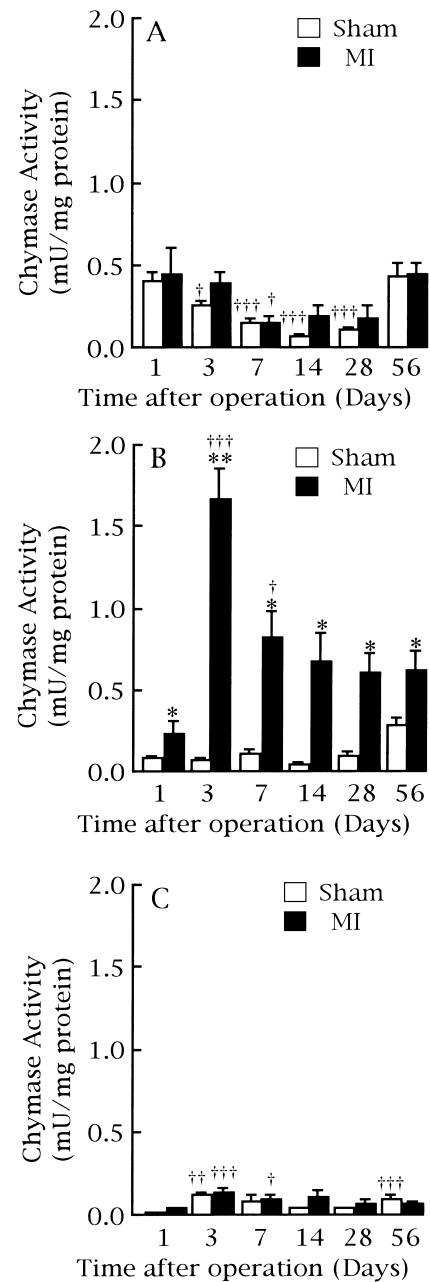 A
Sham
MI
Chymase Activity
(mU/mg protein)
2.0
1.5
1.0
0.5
0.0
†
†††
†
†††
†††
1 3 7 14 28 56
Time after operation (Days)
B
Sham
MI
Chymase Activity
(mU/mg protein)
2.0
1.5
1.0
0.5
0.0
*
†††
**
†
*
*
*
*
1 3 7 14 28 56
Time after operation (Days)
C
Sham
MI
Chymase Activity
(mU/mg protein)
2.0
1.5
1.0
0.5
0.0
††
†††
†
†††
1 3 7 14 28 56
Time after operation (Days)